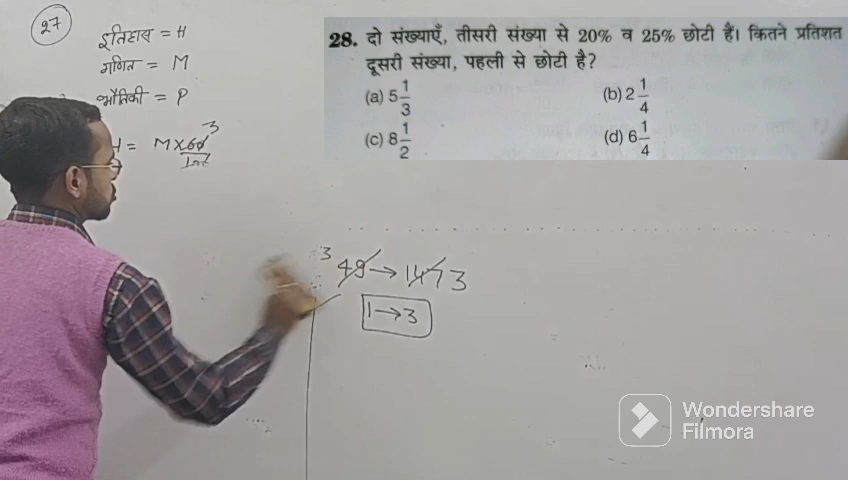 27
इतिहास = H
गणित = M
भौतिकी = P
H = M×60 3
100
28. दो संख्याएँ, तीसरी संख्या से 20% व 25% छोटी हैं। कितने प्रतिशत
दूसरी संख्या, पहली से छोटी है?
(a) 5 1/3 (b) 2 1/4
(c) 8 1/2 (d) 6 1/4
3 49 → 147 3
1 → 3
Wondershare
Filmora